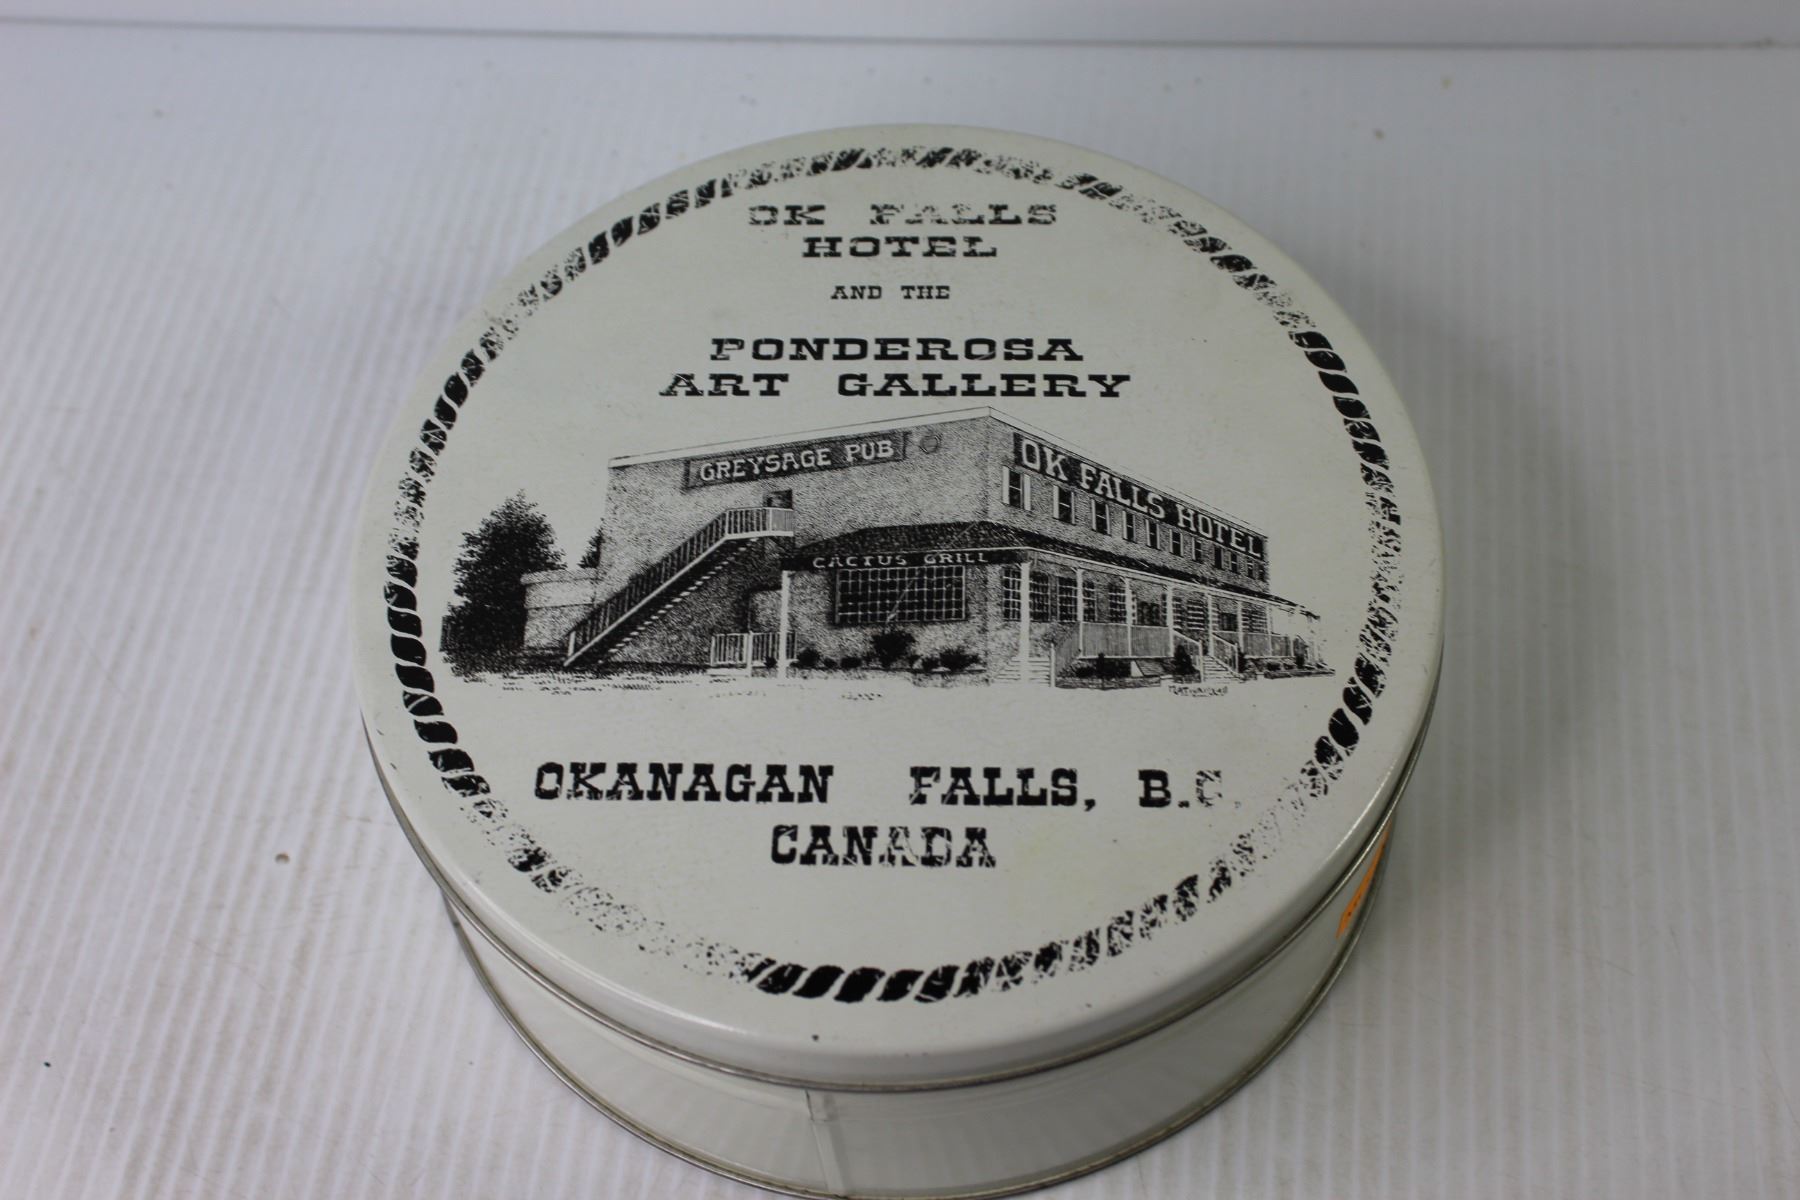 OK FALLS
HOTEL
AND THE
PONDEROSA
ART GALLERY
GREYSAGE PUB
OK FALLS HOTEL
CACTUS GRILL
OKANAGAN FALLS, B.C.
CANADA